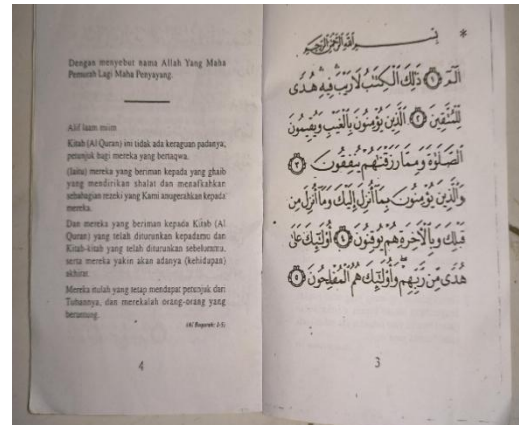 بِسْمِ اللَّهِ الرَّحْمَٰنِ الرَّحِيمِ *
الٓمٓ ۝١ ذَٰلِكَ الْكِتَٰبُ لَا رَيْبَ فِيهِ هُدًى
لِّلْمُتَّقِينَ ۝٢ الَّذِينَ يُؤْمِنُونَ بِالْغَيْبِ وَيُقِيمُونَ
الصَّلَوٰةَ وَمِمَّا رَزَقْنَٰهُمْ يُنفِقُونَ ۝٣
وَالَّذِينَ يُؤْمِنُونَ بِمَآ أُنزِلَ إِلَيْكَ وَمَآ أُنزِلَ مِن
قَبْلِكَ وَبِالْآخِرَةِ هُمْ يُوقِنُونَ ۝٤ أُولَٰٓئِكَ عَلَىٰ
هُدًى مِّن رَّبِّهِمْ وَأُولَٰٓئِكَ هُمُ الْمُفْلِحُونَ ۝٥
3
Dengan menyebut nama Allah Yang Maha
Pemurah Lagi Maha Penyayang.
Alif laam miim
Kitab (Al Quran) ini tidak ada keraguan padanya;
petunjuk bagi mereka yang bertaqwa.
(Iaitu) mereka yang beriman kepada yang ghaib
yang mendirikan shalat dan menafkahkan
sebahagian rezeki yang Kami anugerahkan kepada
mereka.
Dan mereka yang beriman kepada Kitab (Al
Quran) yang telah diturunkan kepadamu dan
Kitab-kitab yang telah diturunkan sebelummu,
serta mereka yakin akan adanya (kehidupan)
akhirat.
Mereka itulah yang tetap mendapat petunjuk dari
Tuhannya, dan merekalah orang-orang yang
beruntung.
(Al Baqarah: 1-5)
4